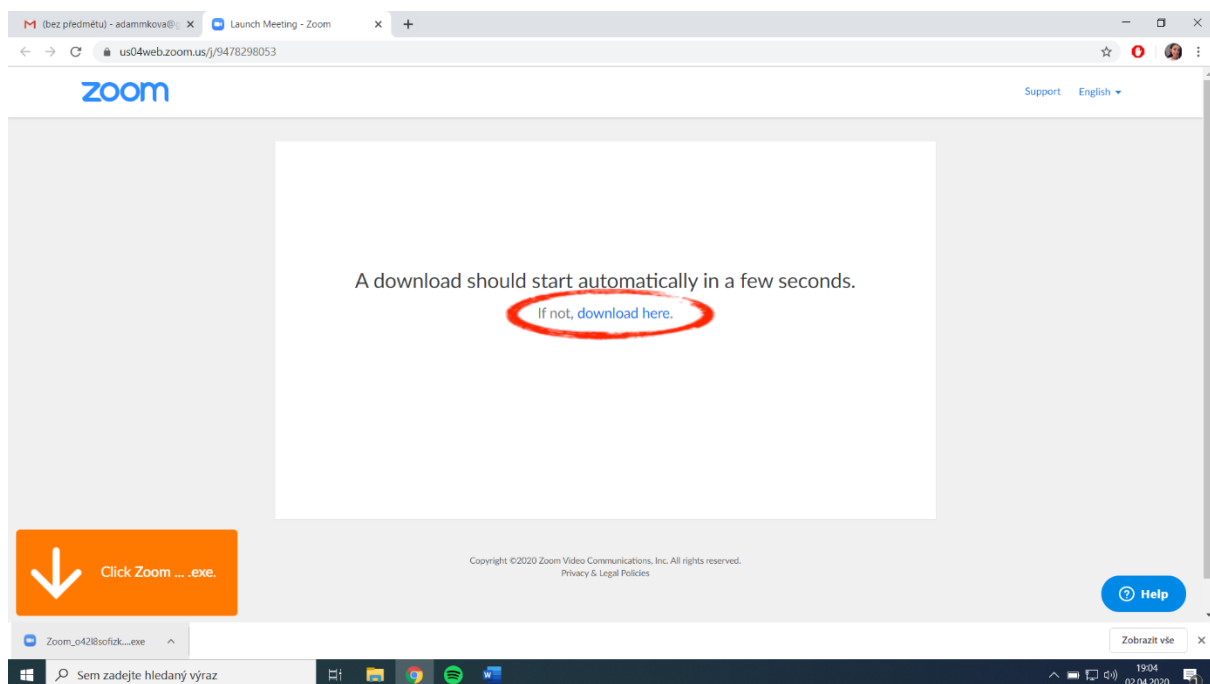 (bez předmětu) - adammkova@g
Launch Meeting - Zoom
us04web.zoom.us/j/9478298053
zoom
Support English
A download should start automatically in a few seconds.
If not, download here.
Click Zoom ... .exe.
Copyright ©2020 Zoom Video Communications, Inc. All rights reserved.
Privacy & Legal Policies
Help
Zoom_o42l8sofizk....exe
Zobrazit vše
Sem zadejte hledaný výraz
19:04
02.04.2020